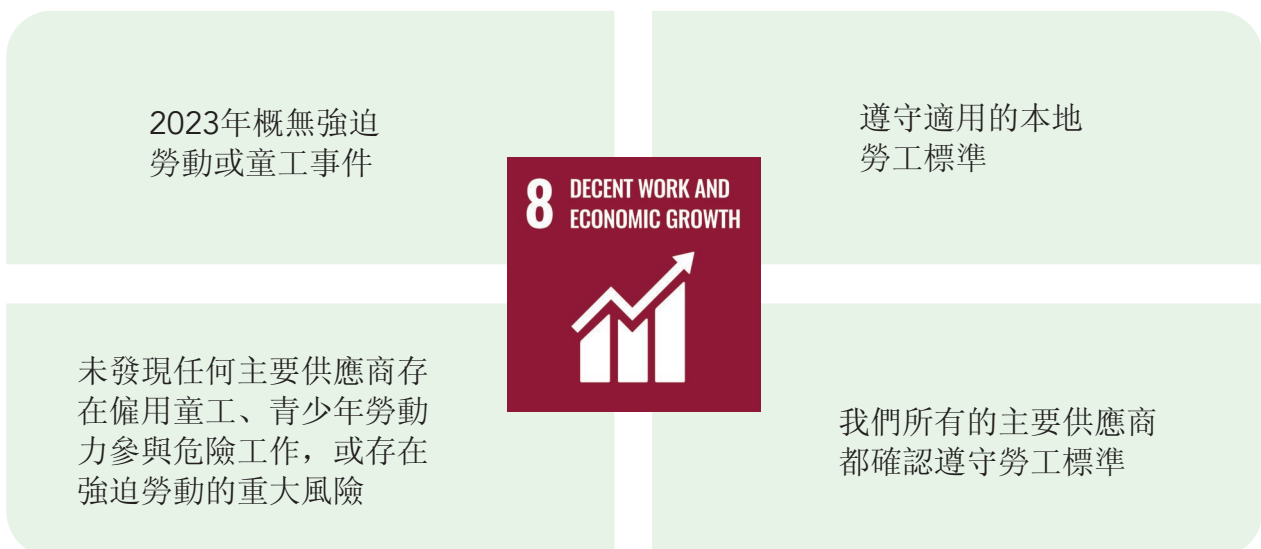 2023年概無強迫
勞動或童工事件
遵守適用的本地
勞工標準
8 DECENT WORK AND
ECONOMIC GROWTH
未發現任何主要供應商存
在僱用童工、青少年勞動
力參與危險工作，或存在
強迫勞動的重大風險
我們所有的主要供應商
都確認遵守勞工標準